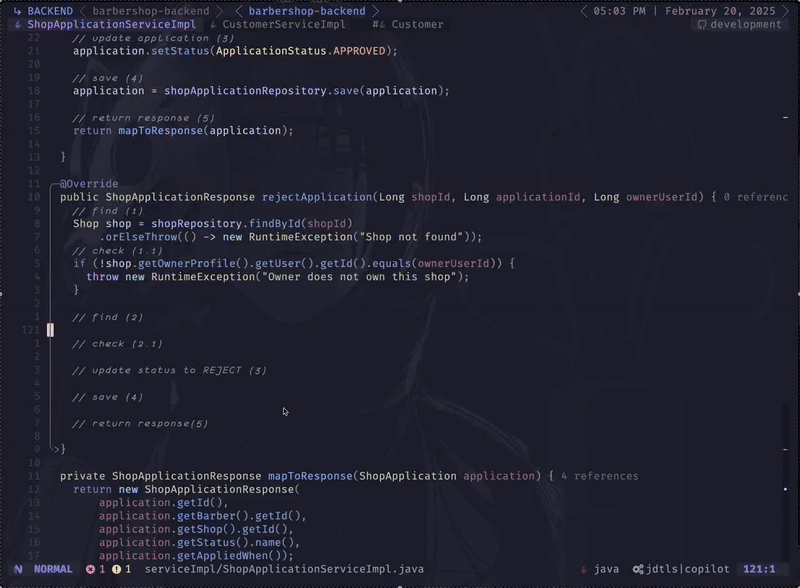 BACKEND barbershop-backend barbershop-backend 05:03 PM | February 20, 2025
ShopApplicationServiceImpl CustomerServiceImpl Customer development
22 // update application (3)
21 application.setStatus(ApplicationStatus.APPROVED);
20
19 // save (4)
18 application = shopApplicationRepository.save(application);
17
16 // return response (5)
15 return mapToResponse(application);
14
13 }
12
11 @Override
10 public ShopApplicationResponse rejectApplication(Long shopId, Long applicationId, Long ownerUserId) { 0 referenc
9 // find (1)
8 Shop shop = shopRepository.findById(shopId)
7 .orElseThrow(() -> new RuntimeException("Shop not found"));
6 // check (1.1)
5 if (!shop.getOwnerProfile().getUser().getId().equals(ownerUserId)) {
4 throw new RuntimeException("Owner does not own this shop");
3 }
2
1 // find (2)
121
1 // check (2.1)
2
3 // update status to REJECT (3)
4
5 // save (4)
6
7 // return response(5)
8
9 }
10
11 private ShopApplicationResponse mapToResponse(ShopApplication application) { 4 references
12 return new ShopApplicationResponse(
13 application.getId(),
14 application.getBarber().getId(),
15 application.getShop().getId(),
16 application.getStatus().name(),
17 application.getAppliedWhen());
NORMAL 1 1 serviceImpl/ShopApplicationServiceImpl.java java jdtls|copilot 121:1